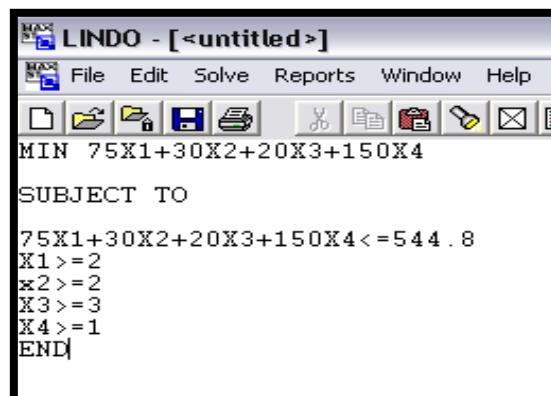 LINDO - [<untitled>]
File Edit Solve Reports Window Help
MIN 75X1+30X2+20X3+150X4
SUBJECT TO
75X1+30X2+20X3+150X4<=544.8
X1>=2
x2>=2
X3>=3
X4>=1
END